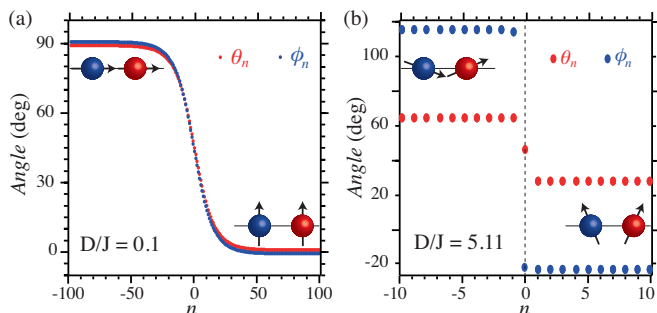 (a)
90
60
30
0
Angle (deg)
θn
ϕn
D/J = 0.1
-100
-50
0
50
100
n
(b)
120
60
20
-20
Angle (deg)
θn
ϕn
D/J = 5.11
-10
-5
0
5
10
n